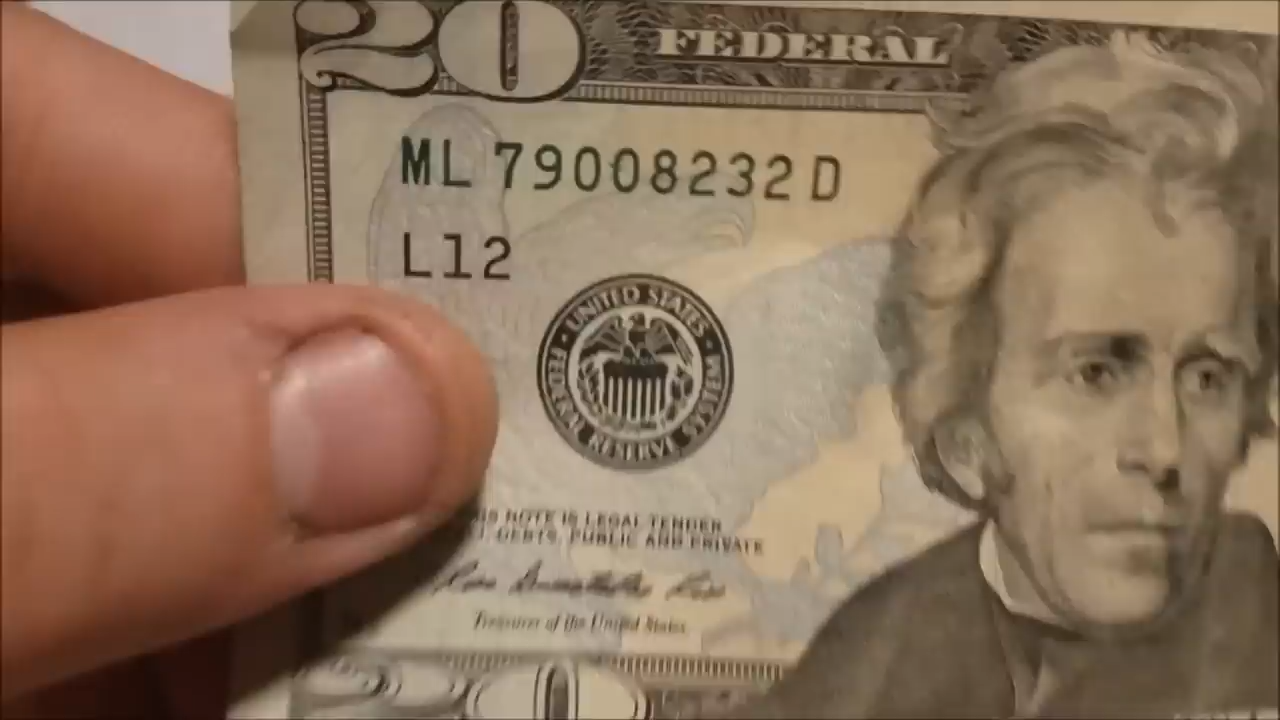 20 FEDERAL
ML 79008232 D
L12
UNITED STATES
FEDERAL RESERVE SYSTEM
NOTE IS LEGAL TENDER
DEBTS, PUBLIC AND PRIVATE
Treasurer of the United States.
20